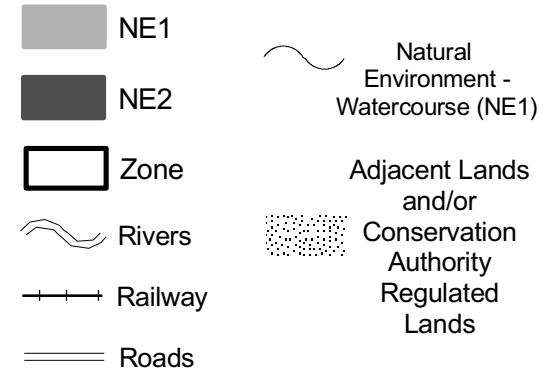 NE1
NE2
Zone
Rivers
Railway
Roads
Natural
Environment -
Watercourse (NE1)
Adjacent Lands
and/or
Conservation
Authority
Regulated
Lands